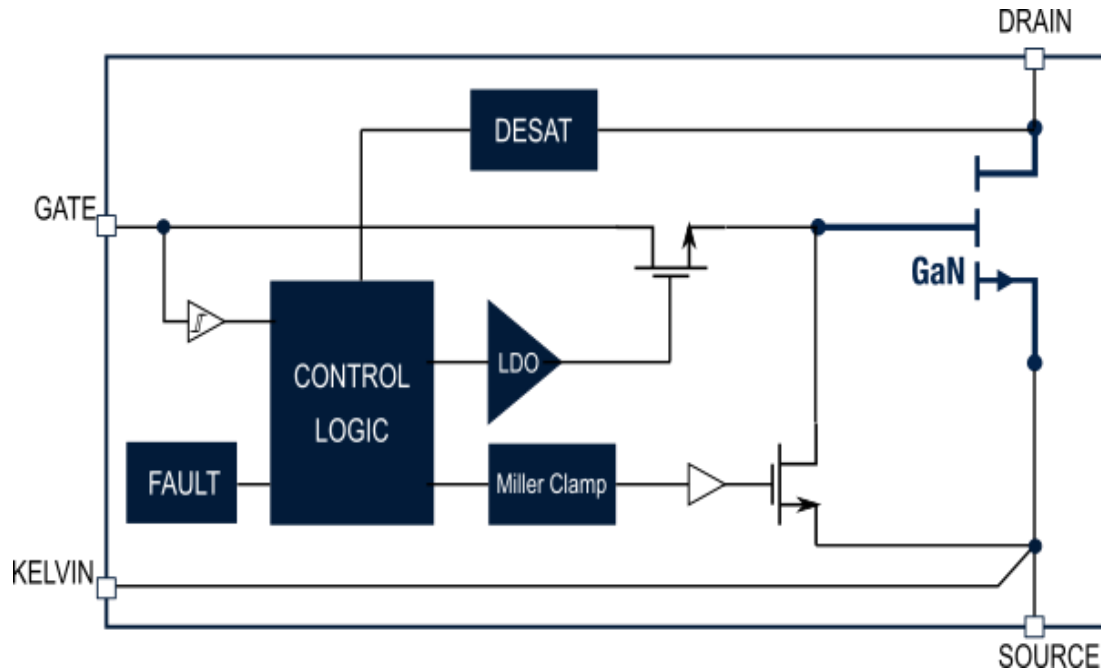 DRAIN
DESAT
GATE
GaN
LDO
CONTROL
LOGIC
FAULT
Miller Clamp
KELVIN
SOURCE